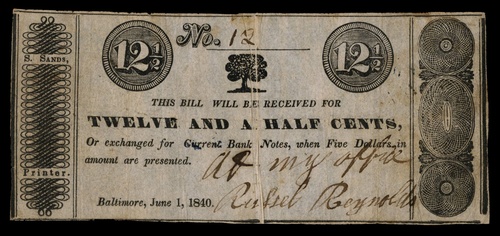 12½ No. 12 12½
S. SANDS,
THIS BILL WILL BE RECEIVED FOR
TWELVE AND A HALF CENTS,
Or exchanged for Current Bank Notes, when Five Dollars in
amount are presented. at my office
Printer.
Baltimore, June 1, 1840. Russel Reynolds